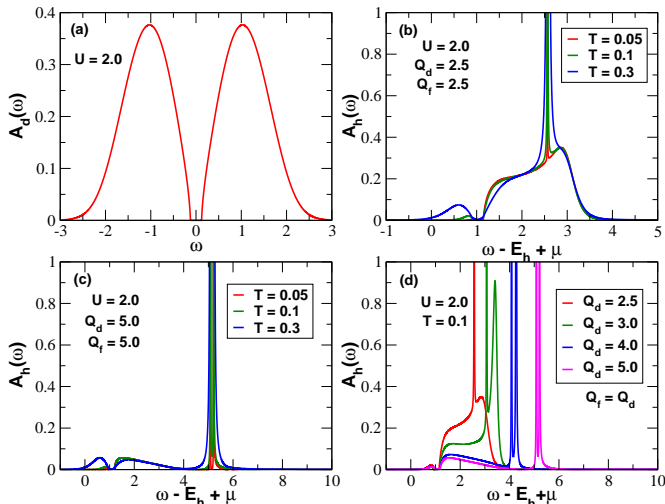 (a)
U = 2.0
A_d(ω)
0.4
0.3
0.2
0.1
0
-3 -2 -1 0 1 2 3
ω
(b)
U = 2.0
Q_d = 2.5
Q_f = 2.5
T = 0.05
T = 0.1
T = 0.3
A_h(ω)
1
0.8
0.6
0.4
0.2
0
-1 0 1 2 3 4 5
ω - E_h + μ
(c)
U = 2.0
Q_d = 5.0
Q_f = 5.0
T = 0.05
T = 0.1
T = 0.3
A_h(ω)
1
0.8
0.6
0.4
0.2
0
0 2 4 6 8 10
ω - E_h + μ
(d)
U = 2.0
T = 0.1
Q_d = 2.5
Q_d = 3.0
Q_d = 4.0
Q_d = 5.0
Q_f = Q_d
A_h(ω)
1
0.8
0.6
0.4
0.2
0
0 2 4 6 8 10
ω - E_h + μ